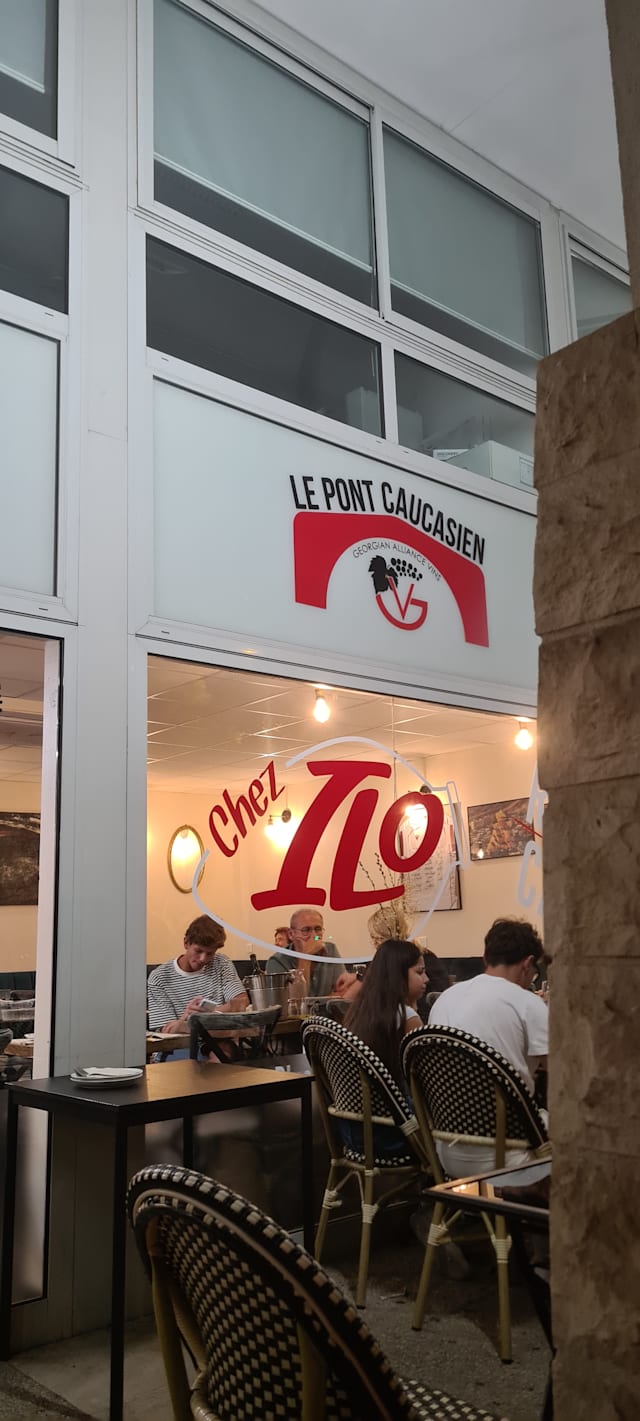 LE PONT CAUCASIEN
GEORGIAN ALLIANCE VINS
VG
Chez
ILO